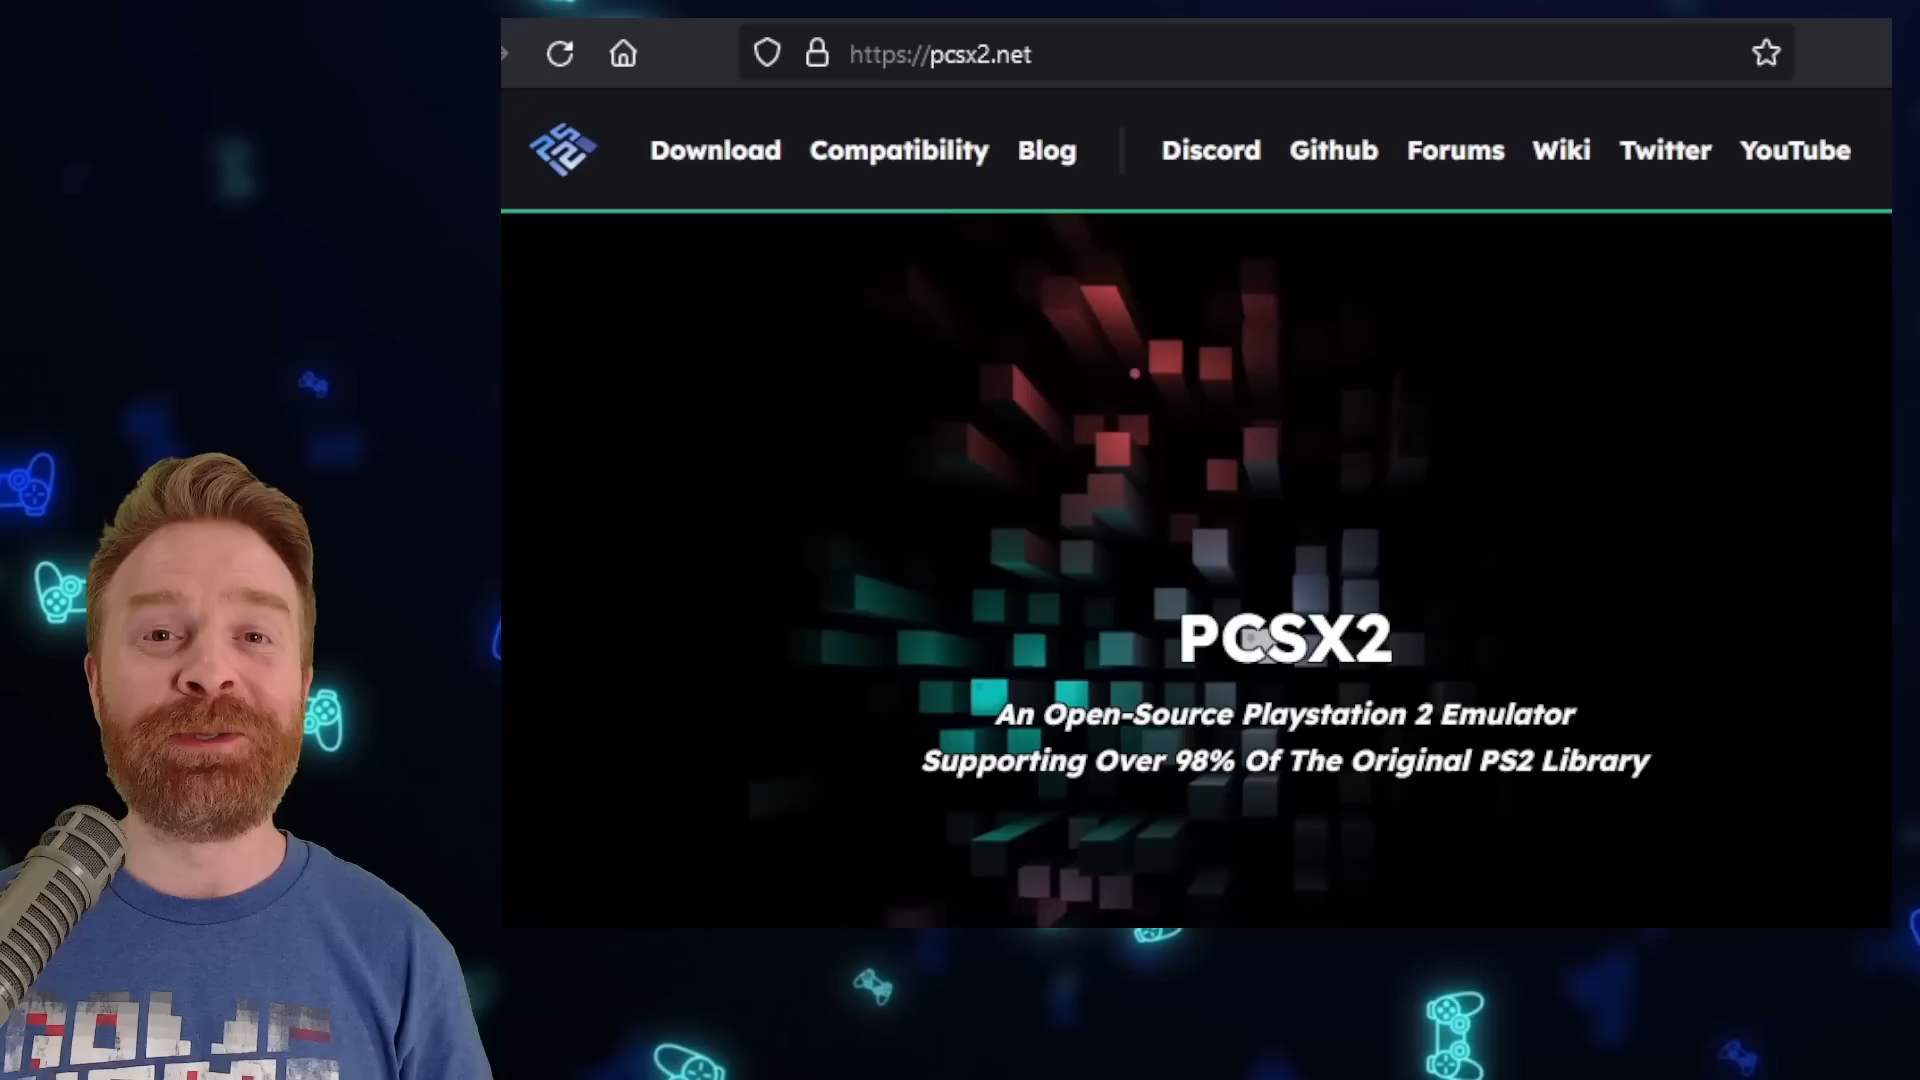 https://pcsx2.net
Download Compatibility Blog Discord Github Forums Wiki Twitter YouTube
PCSX2
An Open-Source Playstation 2 Emulator
Supporting Over 98% Of The Original PS2 Library